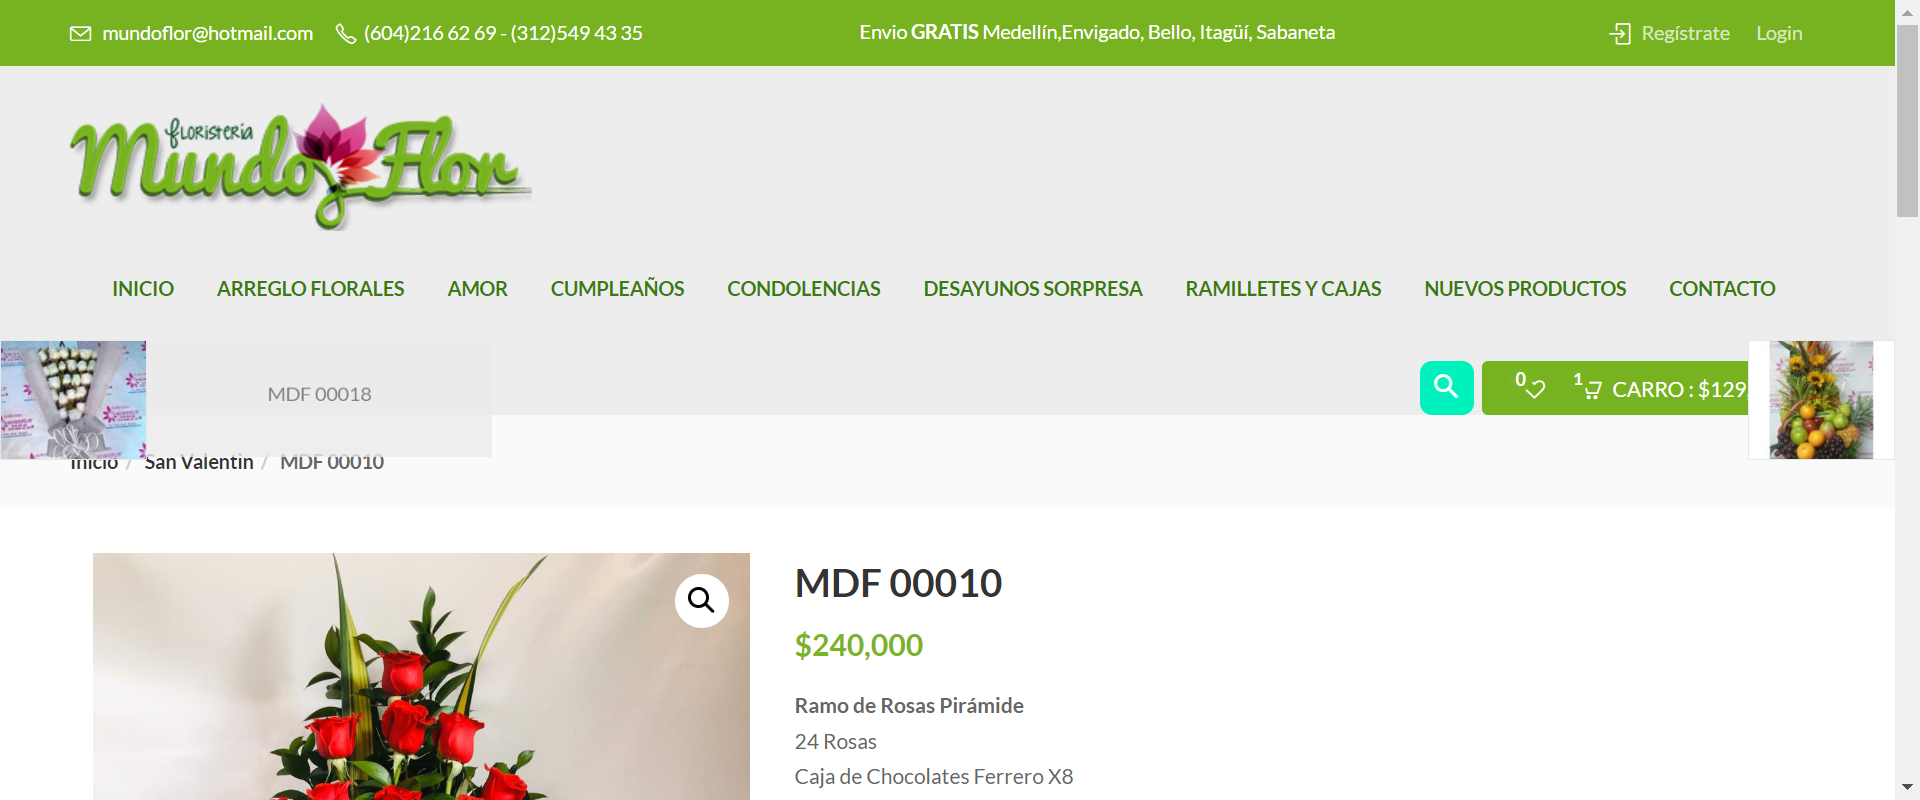 mundoflor@hotmail.com (604)216 62 69 - (312)549 43 35 Envio GRATIS Medellín,Envigado, Bello, Itagüí, Sabaneta Regístrate Login
floristería
Mundo Flor
INICIO ARREGLO FLORALES AMOR CUMPLEAÑOS CONDOLENCIAS DESAYUNOS SORPRESA RAMILLETES Y CAJAS NUEVOS PRODUCTOS CONTACTO
MDF 00018 0 1 CARRO : $129,
Inicio / San Valentin / MDF 00010
MDF 00010
$240,000
Ramo de Rosas Pirámide
24 Rosas
Caja de Chocolates Ferrero X8